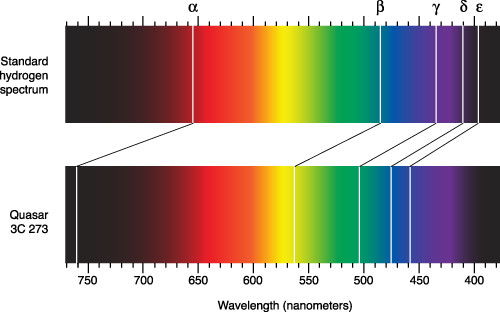 α β γ δ ε
Standard
hydrogen
spectrum
Quasar
3C 273
750 700 650 600 550 500 450 400
Wavelength (nanometers)